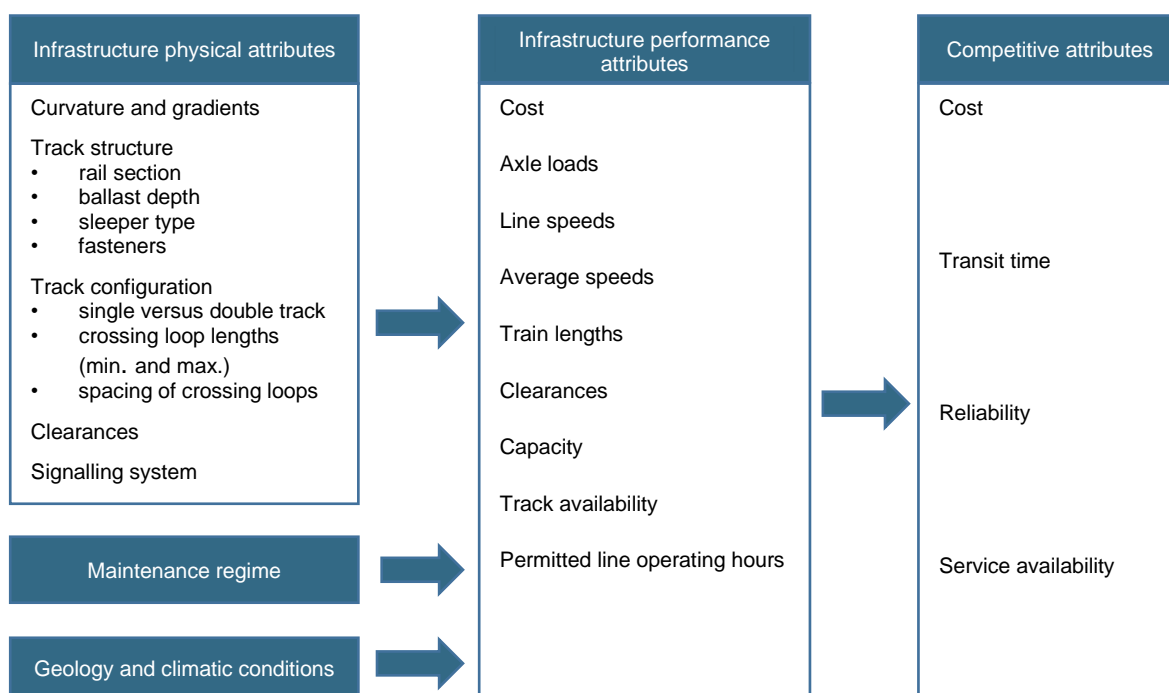 Infrastructure physical attributes
Curvature and gradients
Track structure
• rail section
• ballast depth
• sleeper type
• fasteners
Track configuration
• single versus double track
• crossing loop lengths
(min. and max.)
• spacing of crossing loops
Clearances
Signalling system
Maintenance regime
Geology and climatic conditions
Infrastructure performance
attributes
Cost
Axle loads
Line speeds
Average speeds
Train lengths
Clearances
Capacity
Track availability
Permitted line operating hours
Competitive attributes
Cost
Transit time
Reliability
Service availability